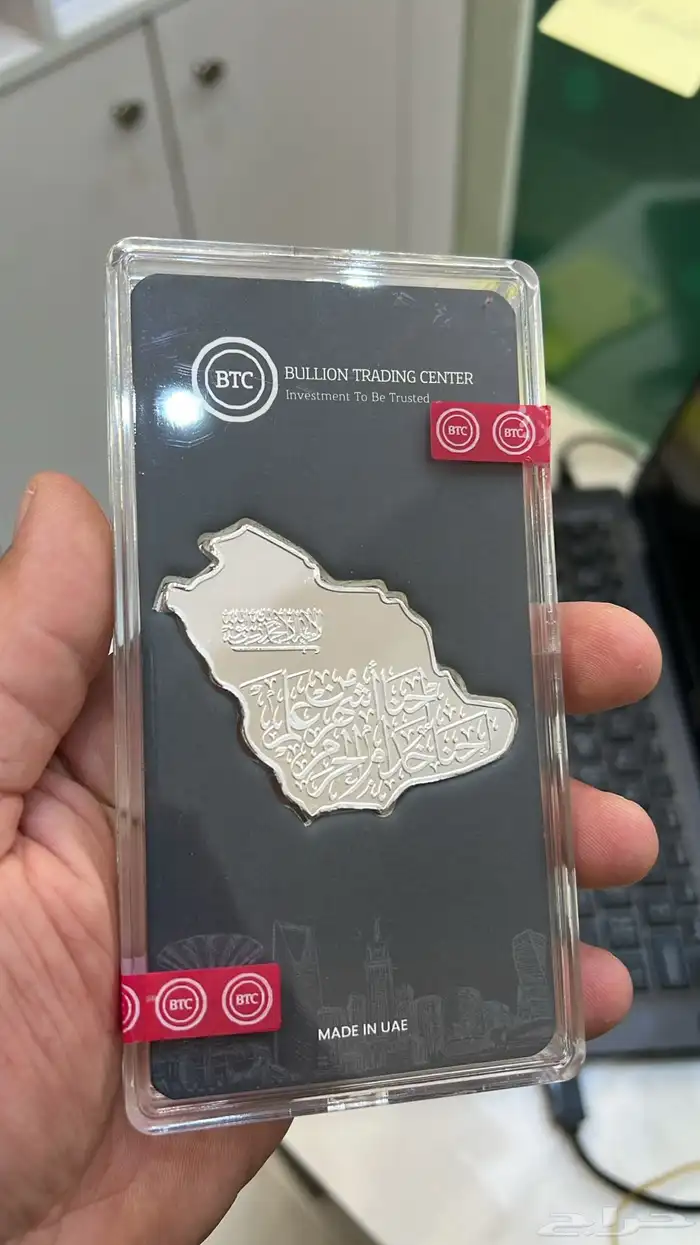 BTC
BULLION TRADING CENTER
Investment To Be Trusted
BTC BTC
لا إله إلا الله محمد رسول الله
BTC BTC
MADE IN UAE
حراج